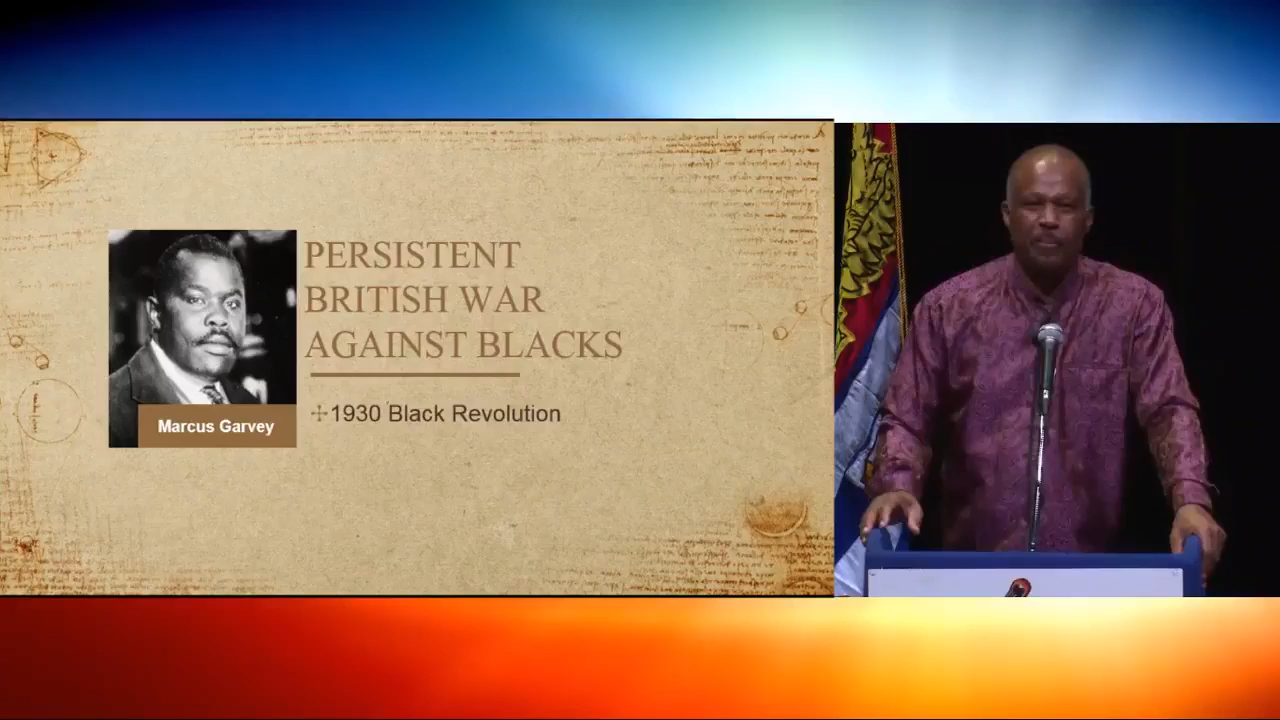 PERSISTENT
BRITISH WAR
AGAINST BLACKS
1930 Black Revolution
Marcus Garvey